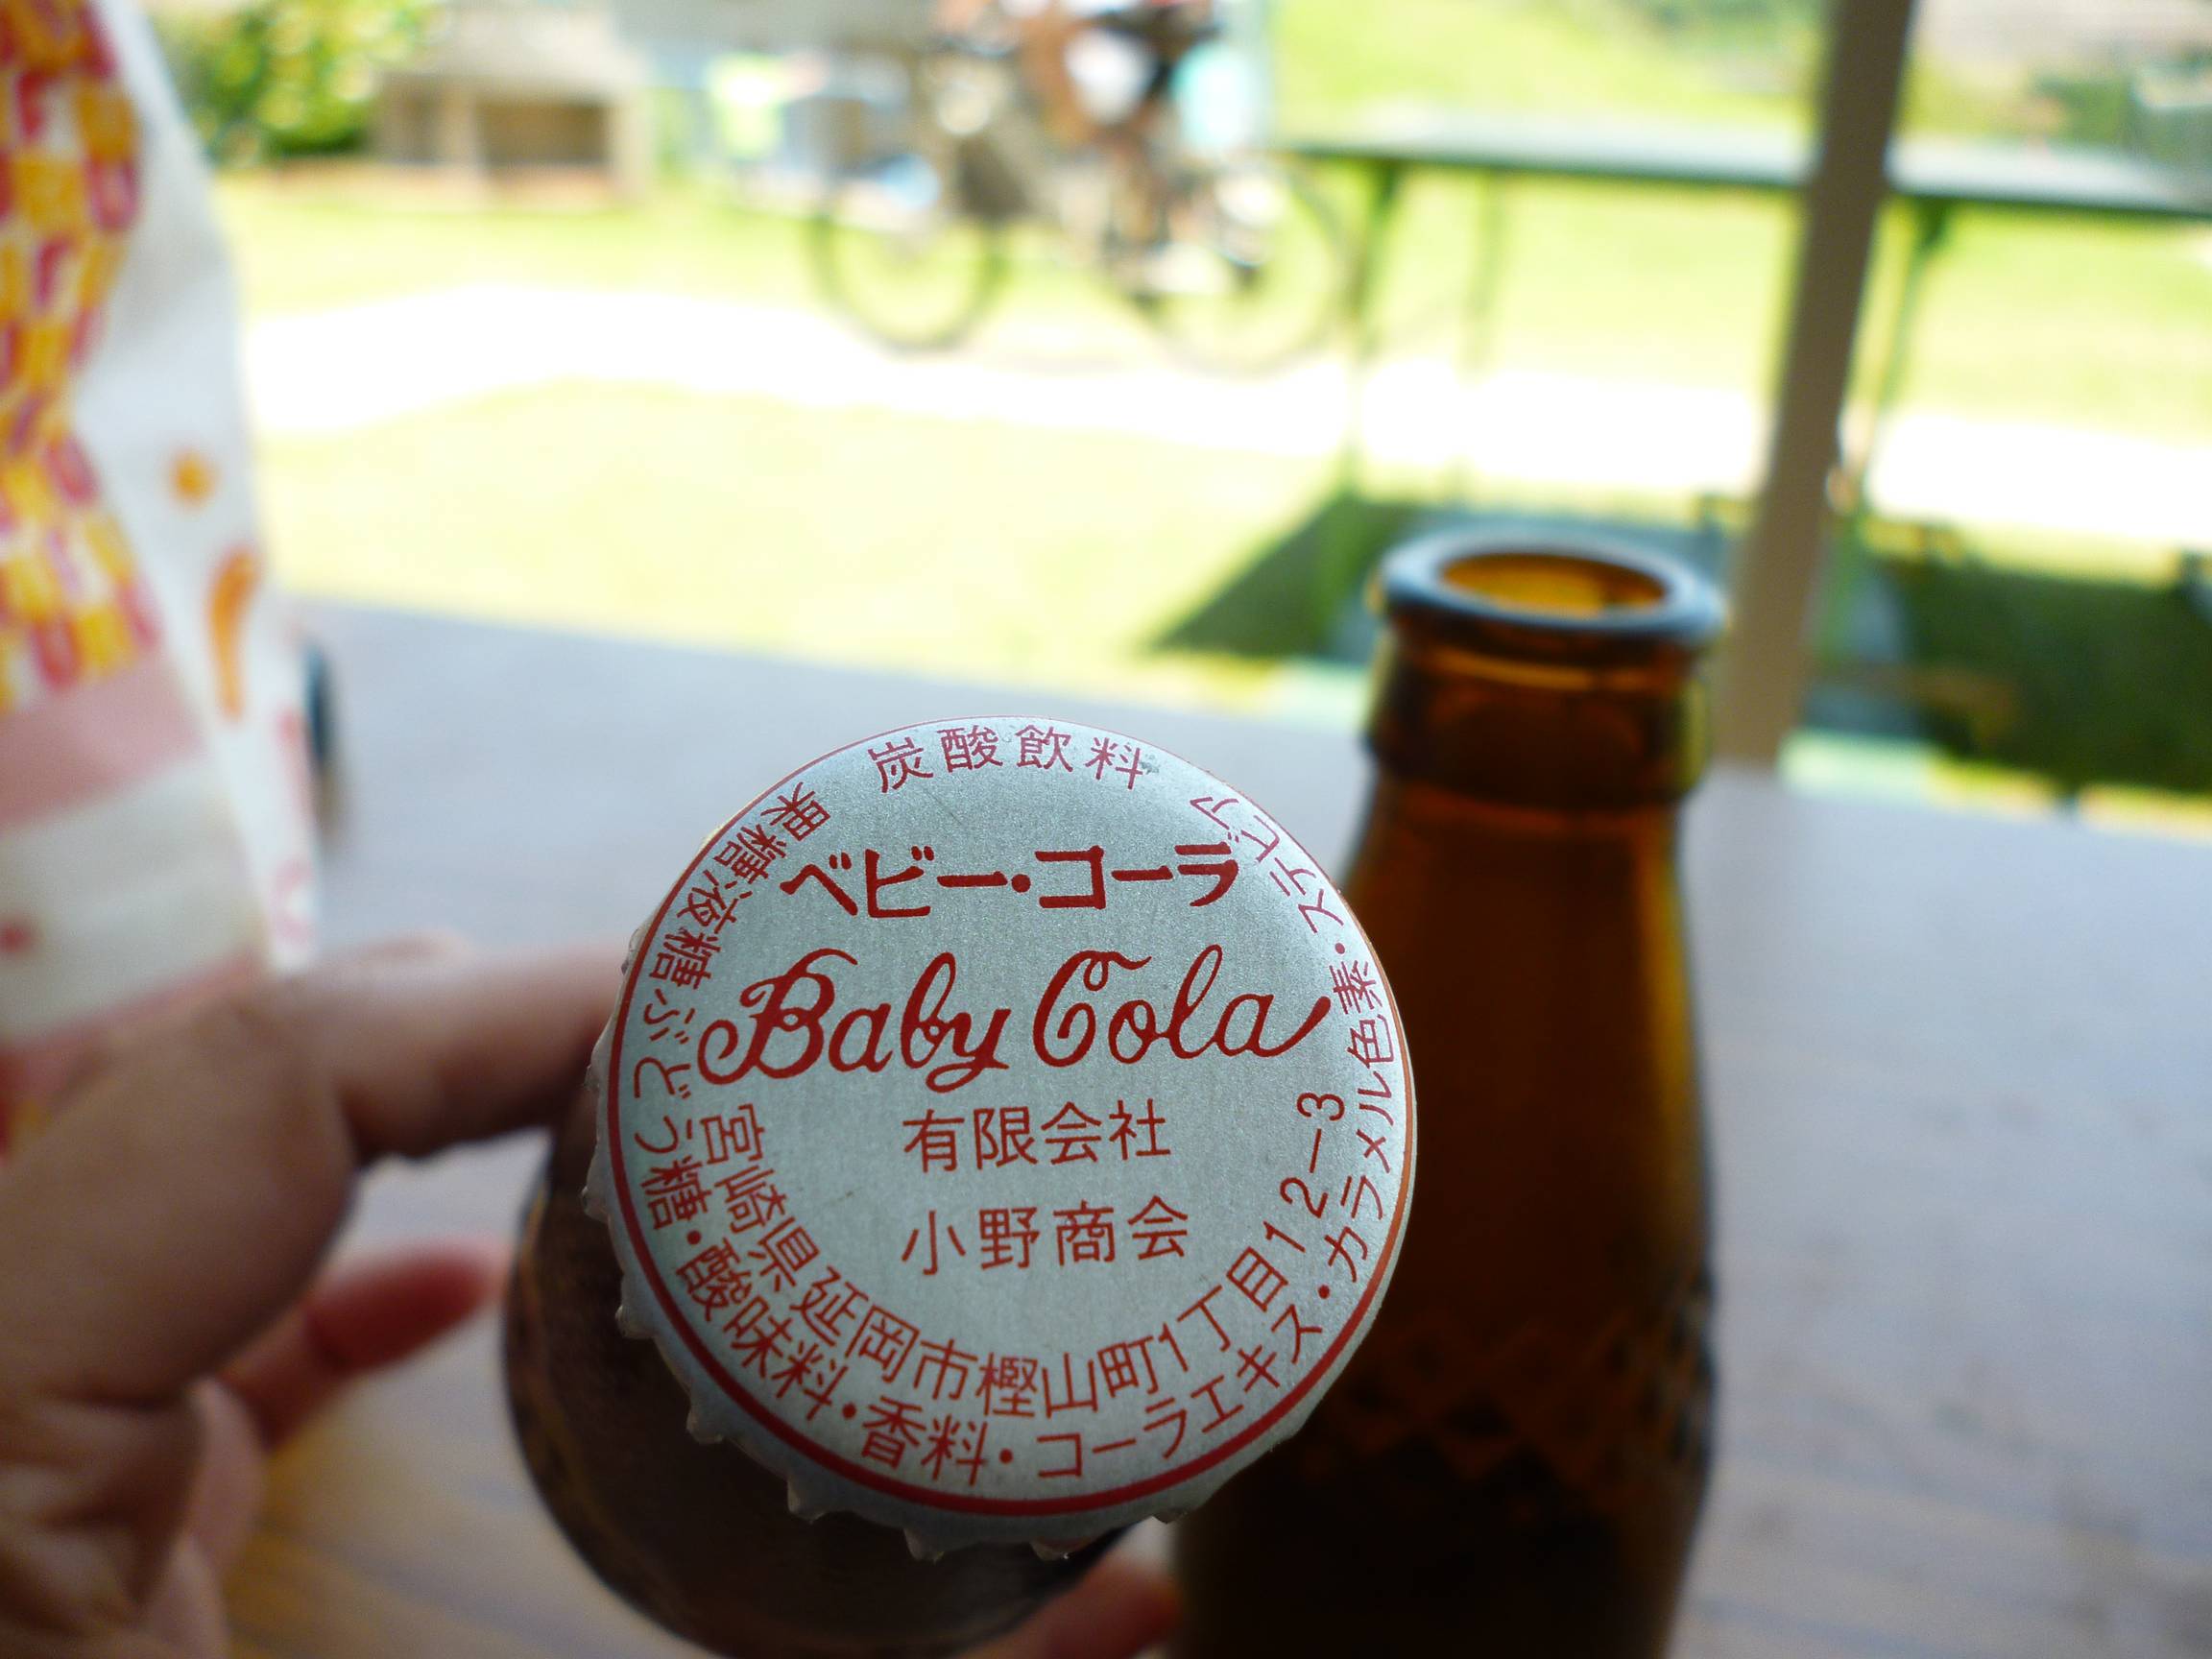 炭酸飲料
ベビー・コーラ
Baby Cola
有限会社
小野商会
宮崎県延岡市樫山町1丁目12-3
果糖液糖ぶどう糖・酸味料・香料・コーラエキス・カラメル色素・ステビア